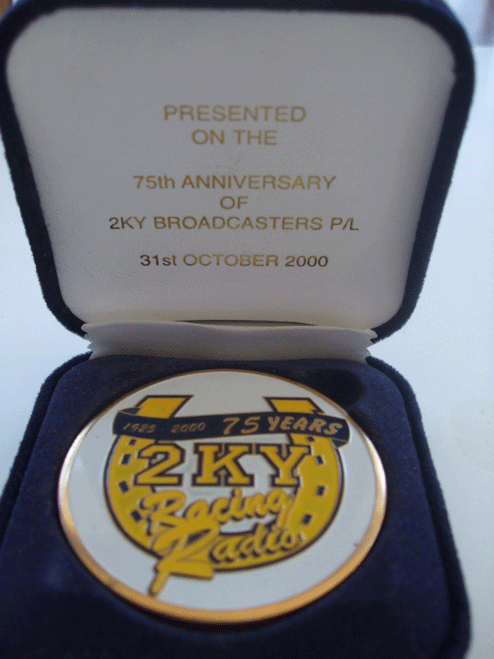 PRESENTED
ON THE
75th ANNIVERSARY
OF
2KY BROADCASTERS P/L
31st OCTOBER 2000
1925 - 2000 75 YEARS
2KY
Racing
Radio